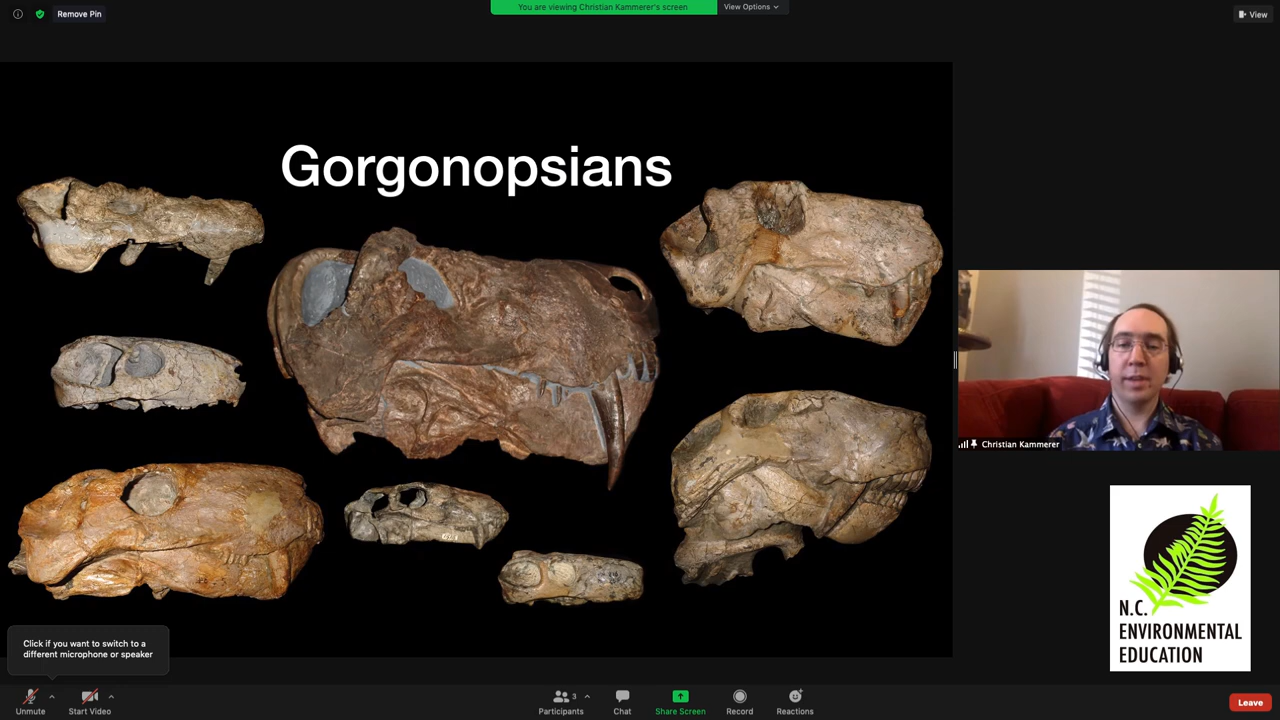 Remove Pin
You are viewing Christian Kammerer's screen
View Options
View
Gorgonopsians
Christian Kammerer
N.C.
ENVIRONMENTAL
EDUCATION
Click if you want to switch to a
different microphone or speaker
Unmute
Start Video
Participants
3
Chat
Share Screen
Record
Reactions
Leave